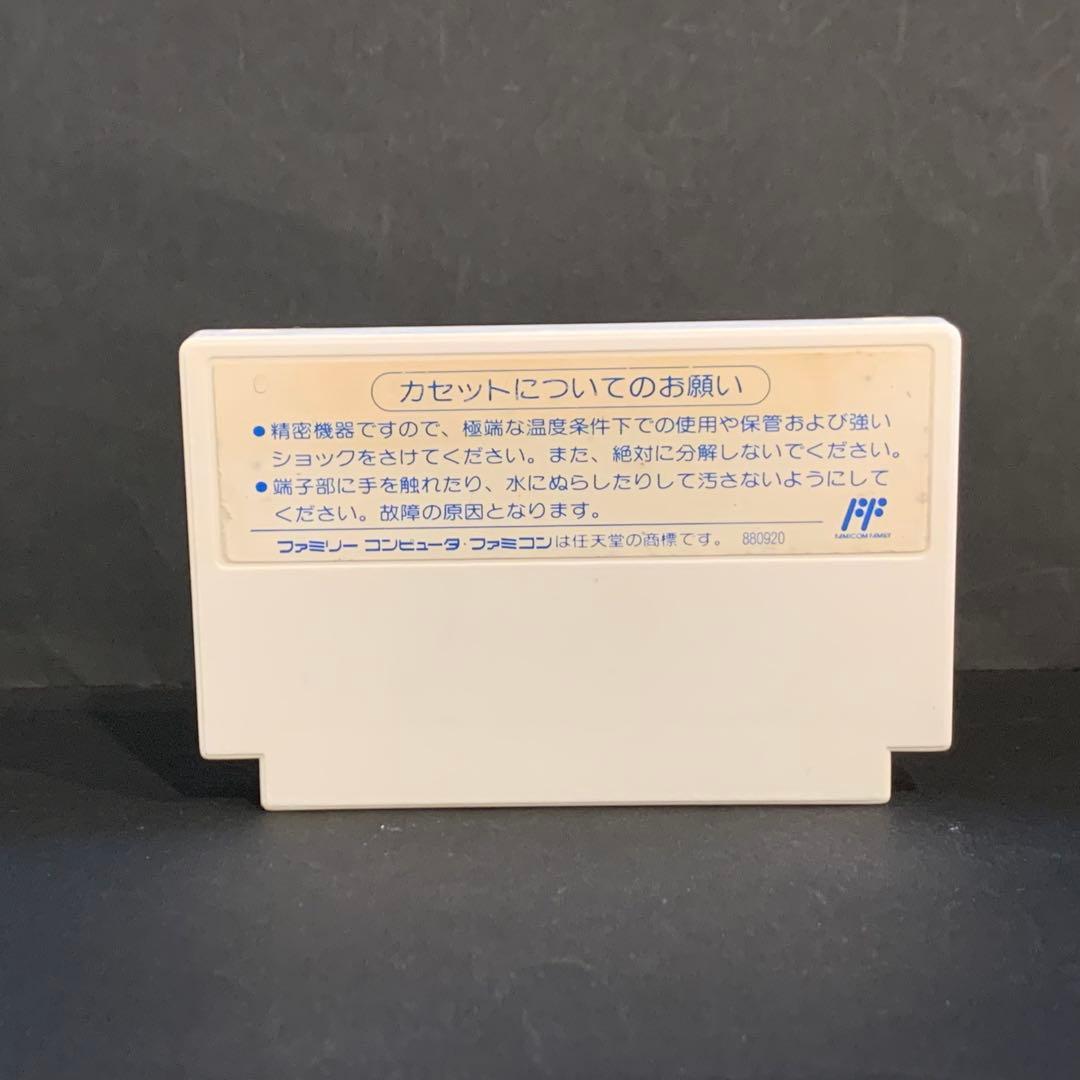 カセットについてのお願い
●精密機器ですので、極端な温度条件下での使用や保管および強い
ショックをさけてください。また、絶対に分解しないでください。
●端子部に手を触れたり、水にぬらしたりして汚さないようにして
ください。故障の原因となります。
FAMICOM FAMILY
ファミリー コンピュータ・ファミコンは任天堂の商標です。 880920